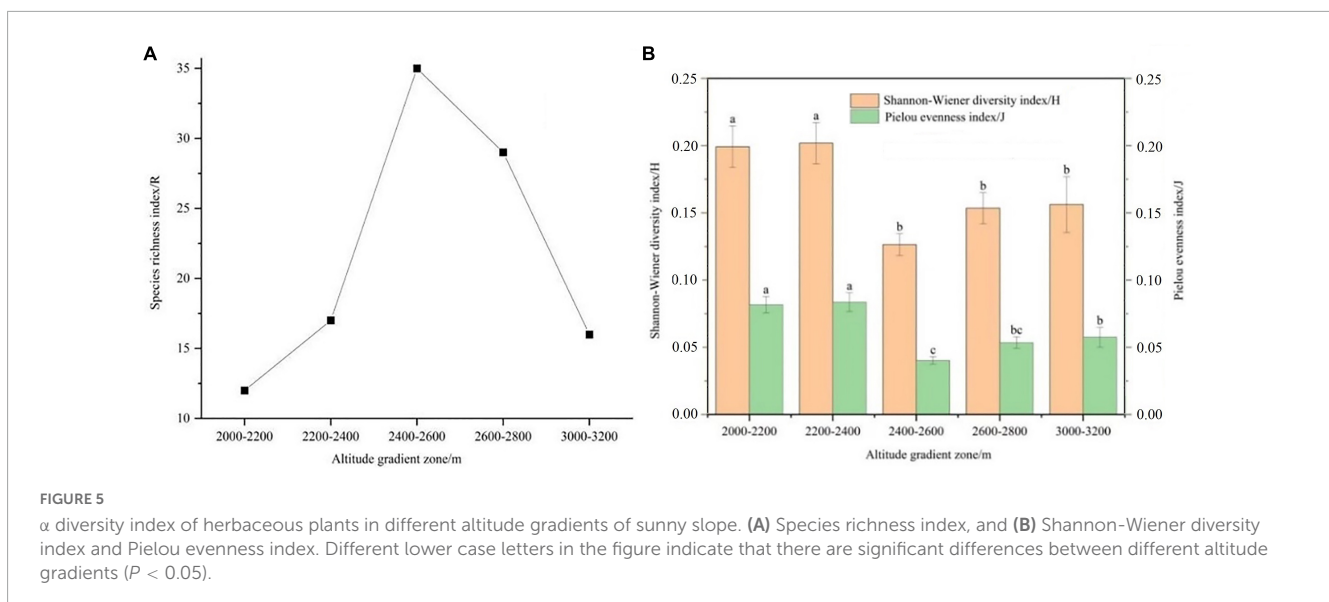 A
35
30
25
20
15
10
Species richness index/R
2000-2200 2200-2400 2400-2600 2600-2800 3000-3200
Altitude gradient zone/m
B
0.25
0.20
0.15
0.10
0.05
0.00
Shannon-Wiener diversity index/H
Shannon-Wiener diversity index/H
Pielou evenness index/J
a a b b b
a a c bc b
0.25
0.20
0.15
0.10
0.05
0.00
Pielou evenness index/J
2000-2200 2200-2400 2400-2600 2600-2800 3000-3200
Altitude gradient zone/m
FIGURE 5
α diversity index of herbaceous plants in different altitude gradients of sunny slope. (A) Species richness index, and (B) Shannon-Wiener diversity
index and Pielou evenness index. Different lower case letters in the figure indicate that there are significant differences between different altitude
gradients (P < 0.05).